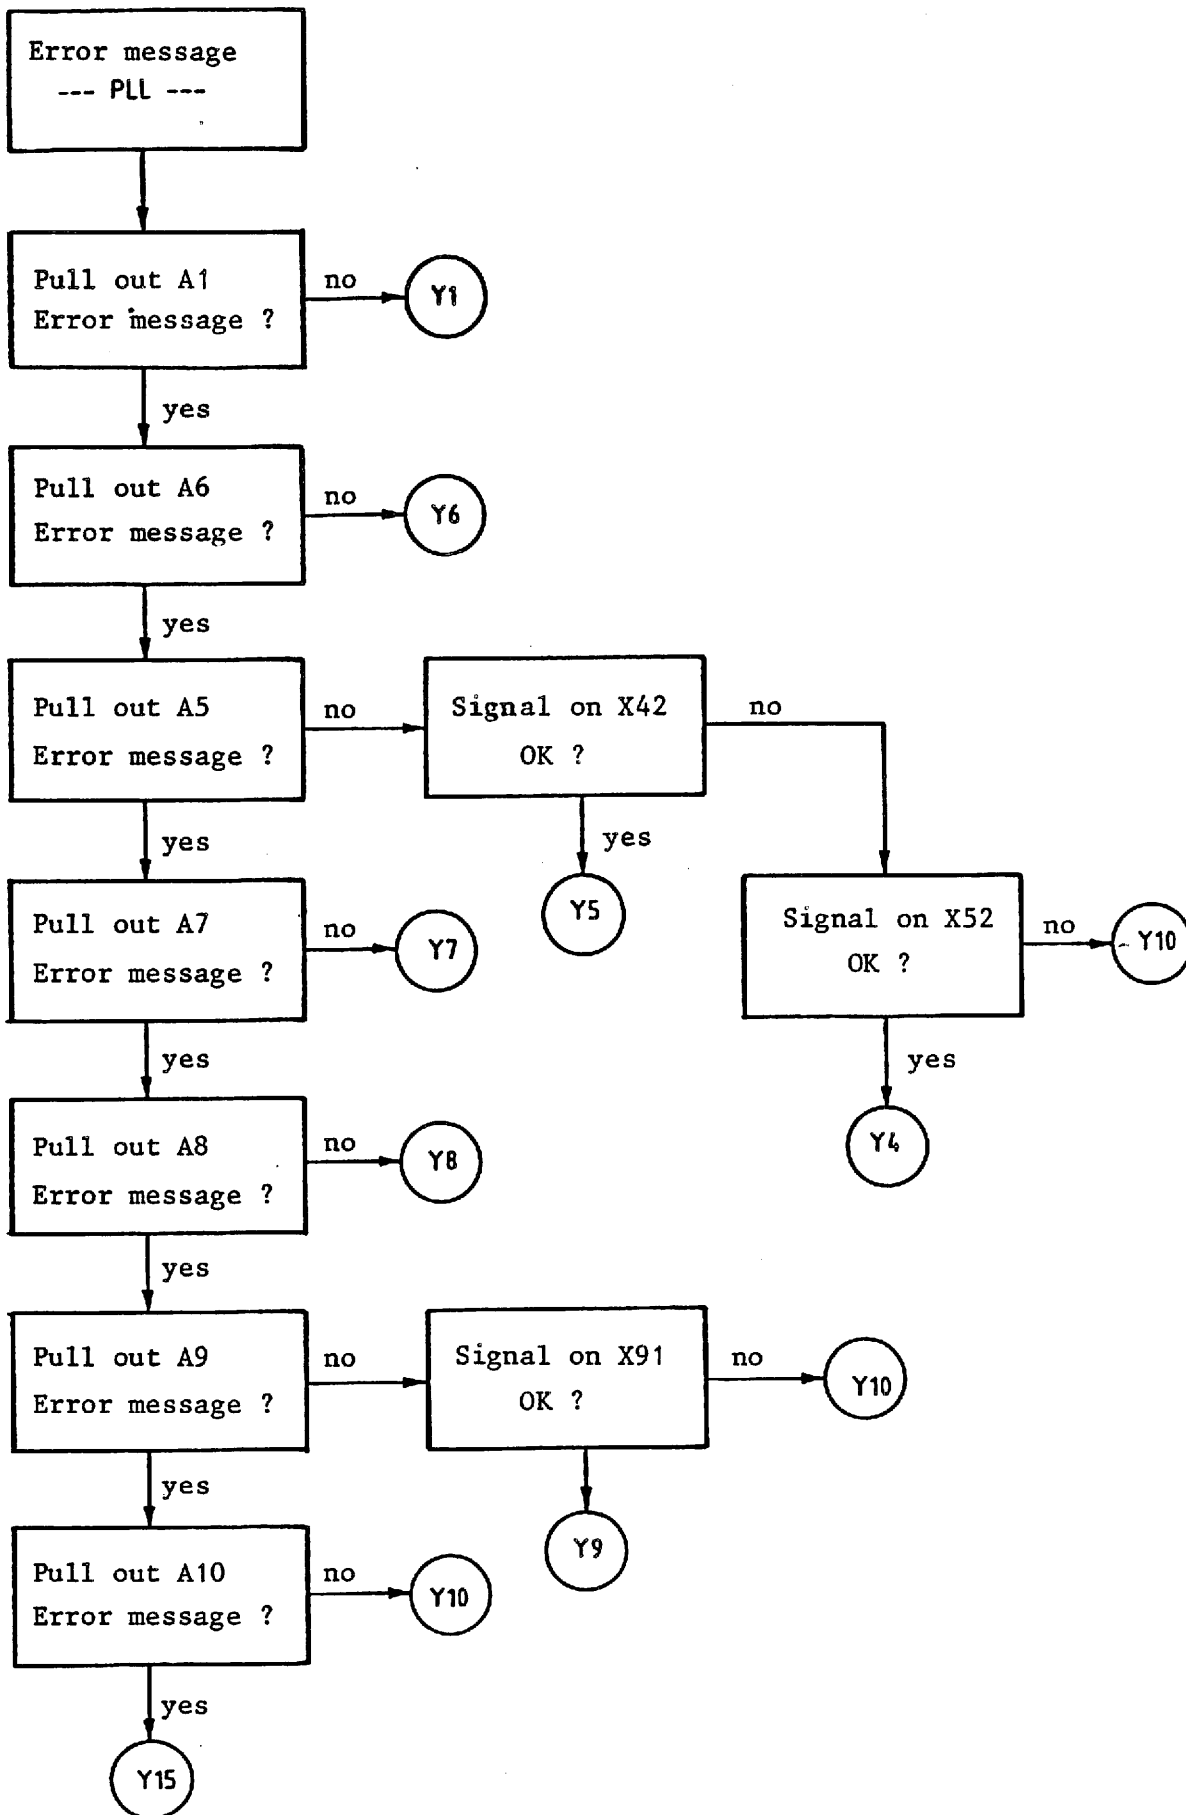 Error message
--- PLL ---
Pull out A1
Error message ?
no
Y1
yes
Pull out A6
Error message ?
no
Y6
yes
Pull out A5
Error message ?
no
Signal on X42
OK ?
no
yes
yes
Y5
Pull out A7
Error message ?
no
Y7
Signal on X52
OK ?
no
Y10
yes
yes
Y4
Pull out A8
Error message ?
no
Y8
yes
Pull out A9
Error message ?
no
Signal on X91
OK ?
no
Y10
yes
Y9
Pull out A10
Error message ?
no
Y10
yes
Y15